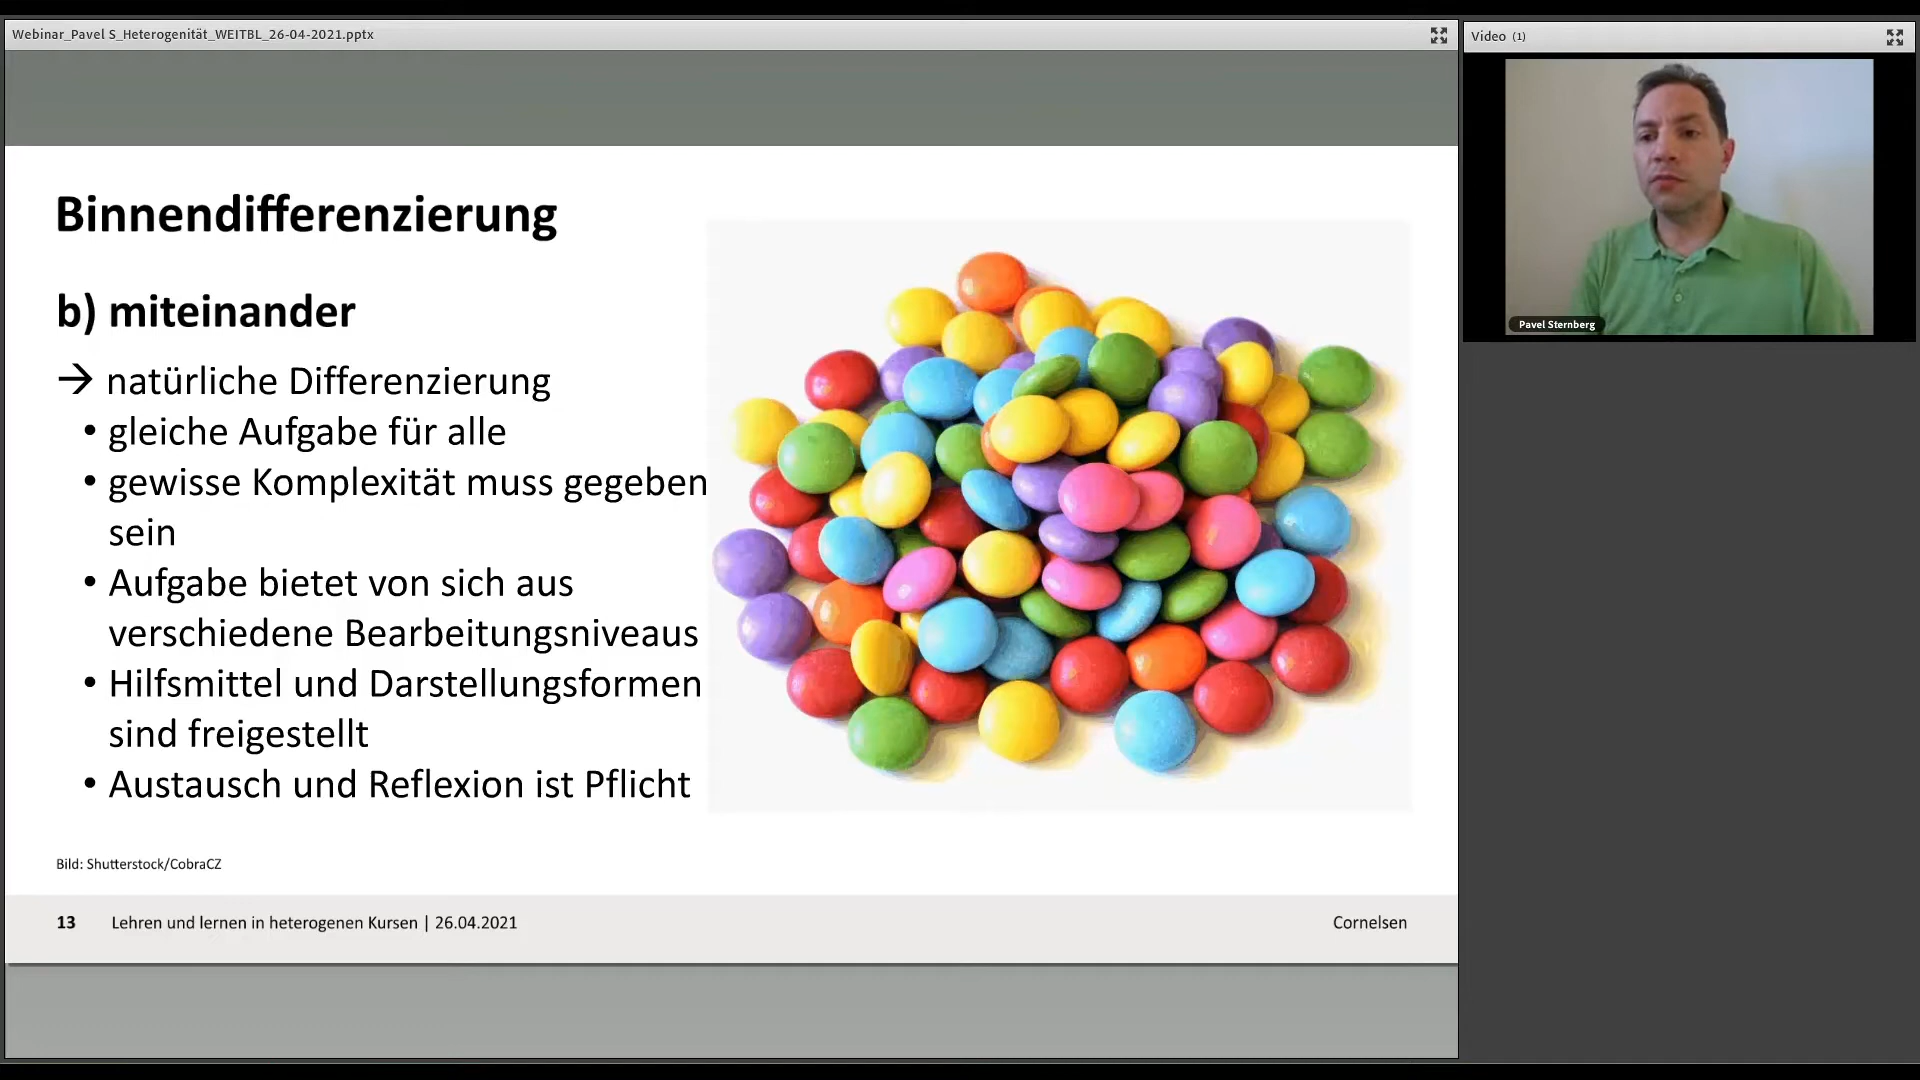 Webinar_Pavel S_Heterogenität_WEITBL_26-04-2021.pptx
Video (1)
Pavel Sternberg
Binnendifferenzierung
b) miteinander
→ natürliche Differenzierung
• gleiche Aufgabe für alle
• gewisse Komplexität muss gegeben
sein
• Aufgabe bietet von sich aus
verschiedene Bearbeitungsniveaus
• Hilfsmittel und Darstellungsformen
sind freigestellt
• Austausch und Reflexion ist Pflicht
Bild: Shutterstock/CobraCZ
13 Lehren und lernen in heterogenen Kursen | 26.04.2021 Cornelsen